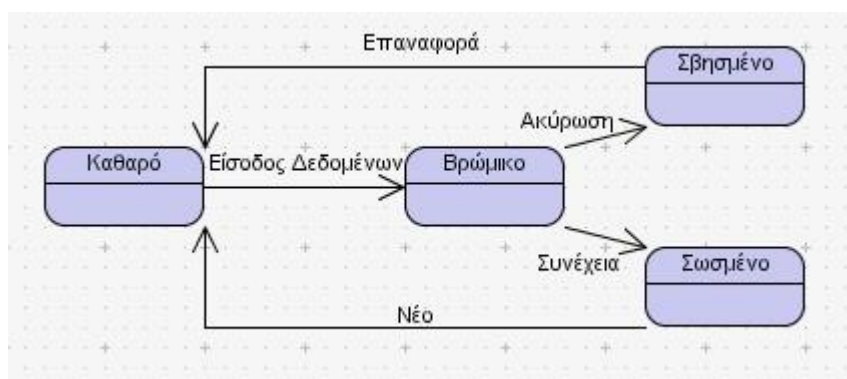 Επαναφορά
Σβησμένο
Ακύρωση
Καθαρό
Είσοδος Δεδομένων
Βρώμικο
Συνέχεια
Σωσμένο
Νέο